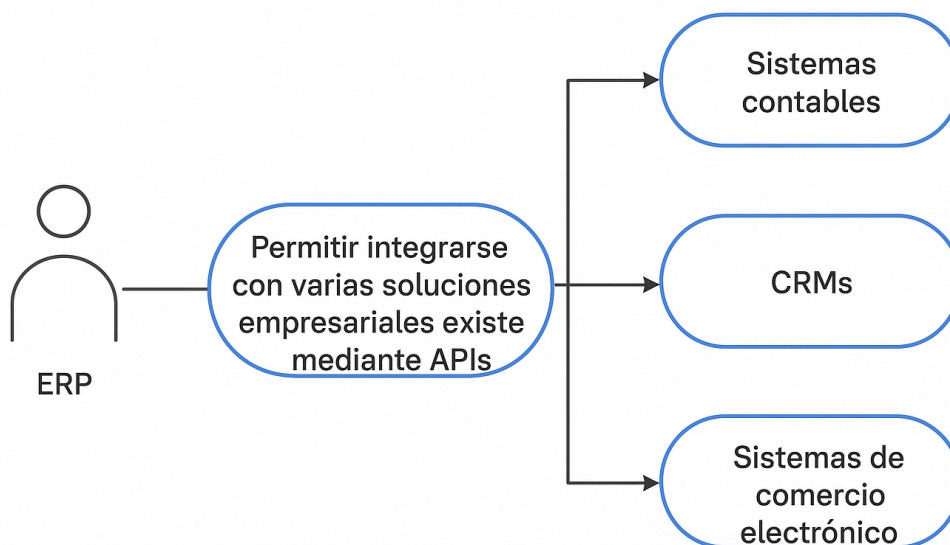 ERP
Permitir integrarse
con varias soluciones
empresariales existe
mediante APIs
Sistemas
contables
CRMs
Sistemas de
comercio
electrónico